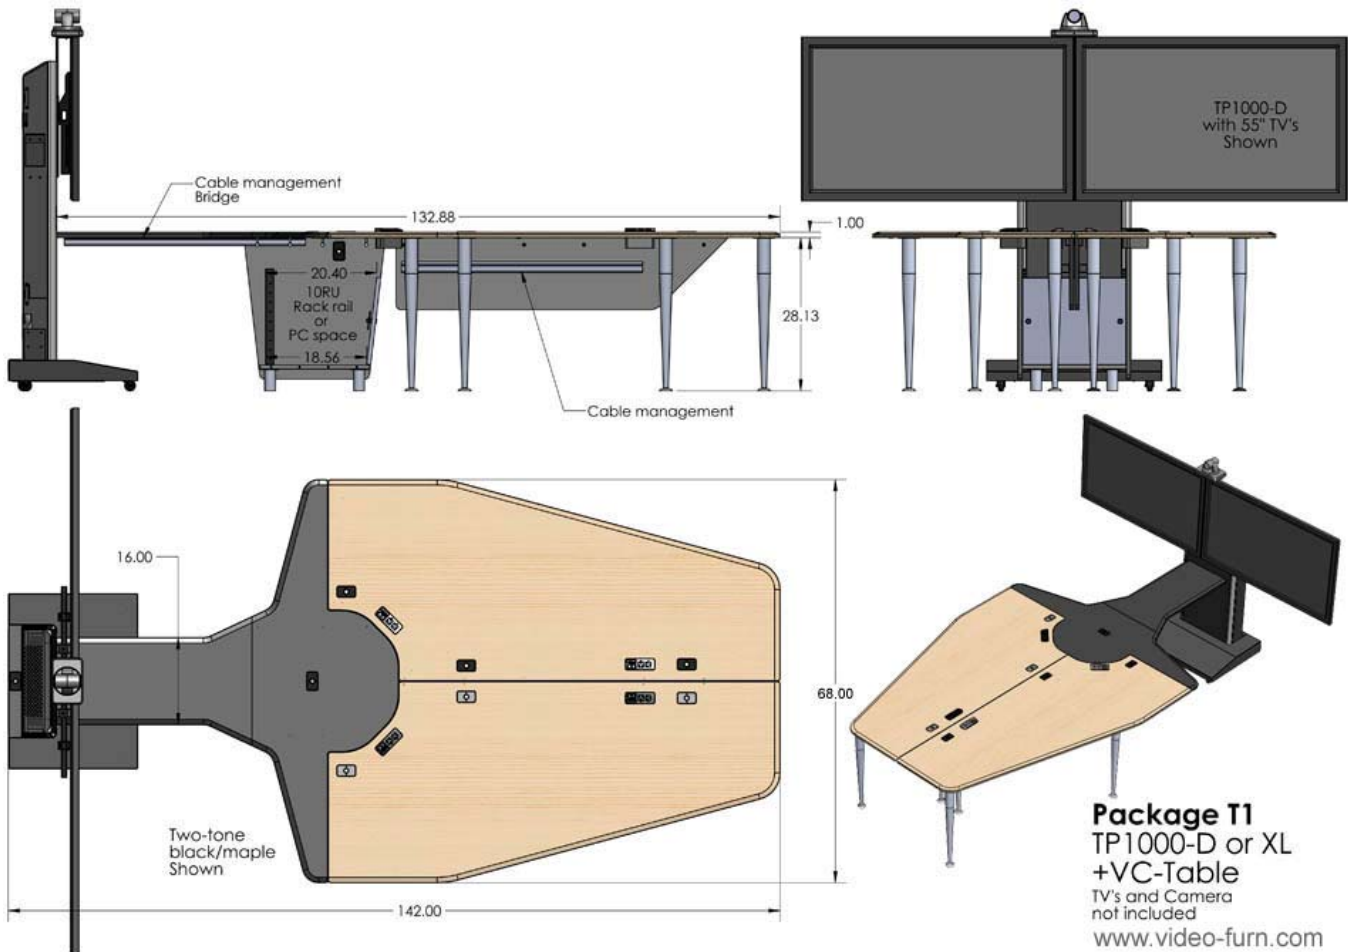 Cable management
Bridge
132.88
20.40
10RU
Rack rail
or
PC space
18.56
Cable management
1.00
28.13
TP1000-D
with 55" TV's
Shown
16.00
68.00
Two-tone
black/maple
Shown
142.00
Package T1
TP1000-D or XL
+VC-Table
TV's and Camera
not included
www.video-furn.com